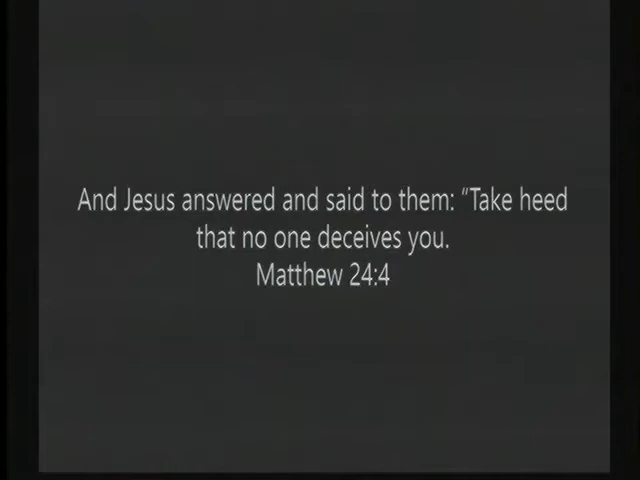 And Jesus answered and said to them: “Take heed
that no one deceives you.
Matthew 24:4